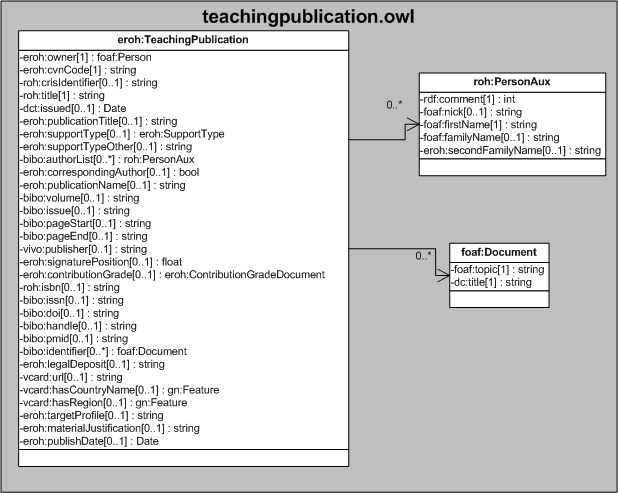 teachingpublication.owl
eroh:TeachingPublication
-eroh:owner[1] : foaf:Person
-eroh:cvnCode[1] : string
-roh:crisIdentifier[0..1] : string
-roh:title[1] : string
-dct:issued[0..1] : Date
-eroh:publicationTitle[0..1] : string
-eroh:supportType[0..1] : eroh:SupportType
-eroh:supportTypeOther[0..1] : string
-bibo:authorList[0..*] : roh:PersonAux
-eroh:correspondingAuthor[0..1] : bool
-eroh:publicationName[0..1] : string
-bibo:volume[0..1] : string
-bibo:issue[0..1] : string
-bibo:pageStart[0..1] : string
-bibo:pageEnd[0..1] : string
-vivo:publisher[0..1] : string
-eroh:signaturePosition[0..1] : float
-eroh:contributionGrade[0..1] : eroh:ContributionGradeDocument
-roh:isbn[0..1] : string
-bibo:issn[0..1] : string
-bibo:doi[0..1] : string
-bibo:handle[0..1] : string
-bibo:pmid[0..1] : string
-bibo:identifier[0..*] : foaf:Document
-eroh:legalDeposit[0..1] : string
-vcard:url[0..1] : string
-vcard:hasCountryName[0..1] : gn:Feature
-vcard:hasRegion[0..1] : gn:Feature
-eroh:targetProfile[0..1] : string
-eroh:materialJustification[0..1] : string
-eroh:publishDate[0..1] : Date
0..*
roh:PersonAux
-rdf:comment[1] : int
-foaf:nick[0..1] : string
-foaf:firstName[1] : string
-foaf:familyName[0..1] : string
-eroh:secondFamilyName[0..1] : string
0..*
foaf:Document
-foaf:topic[1] : string
-dc:title[1] : string